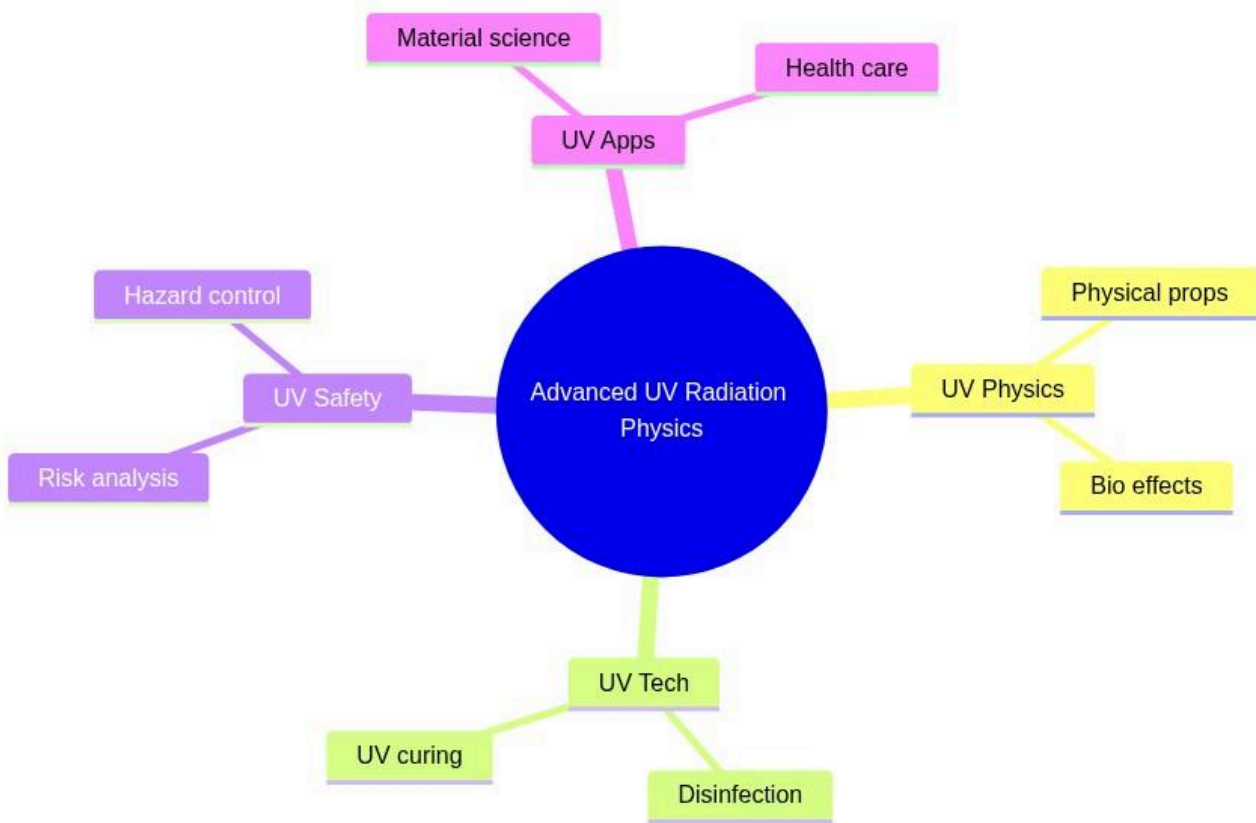 Material science
Health care
UV Apps
Hazard control
Physical props
UV Safety
Advanced UV Radiation
Physics
UV Physics
Risk analysis
Bio effects
UV Tech
UV curing
Disinfection